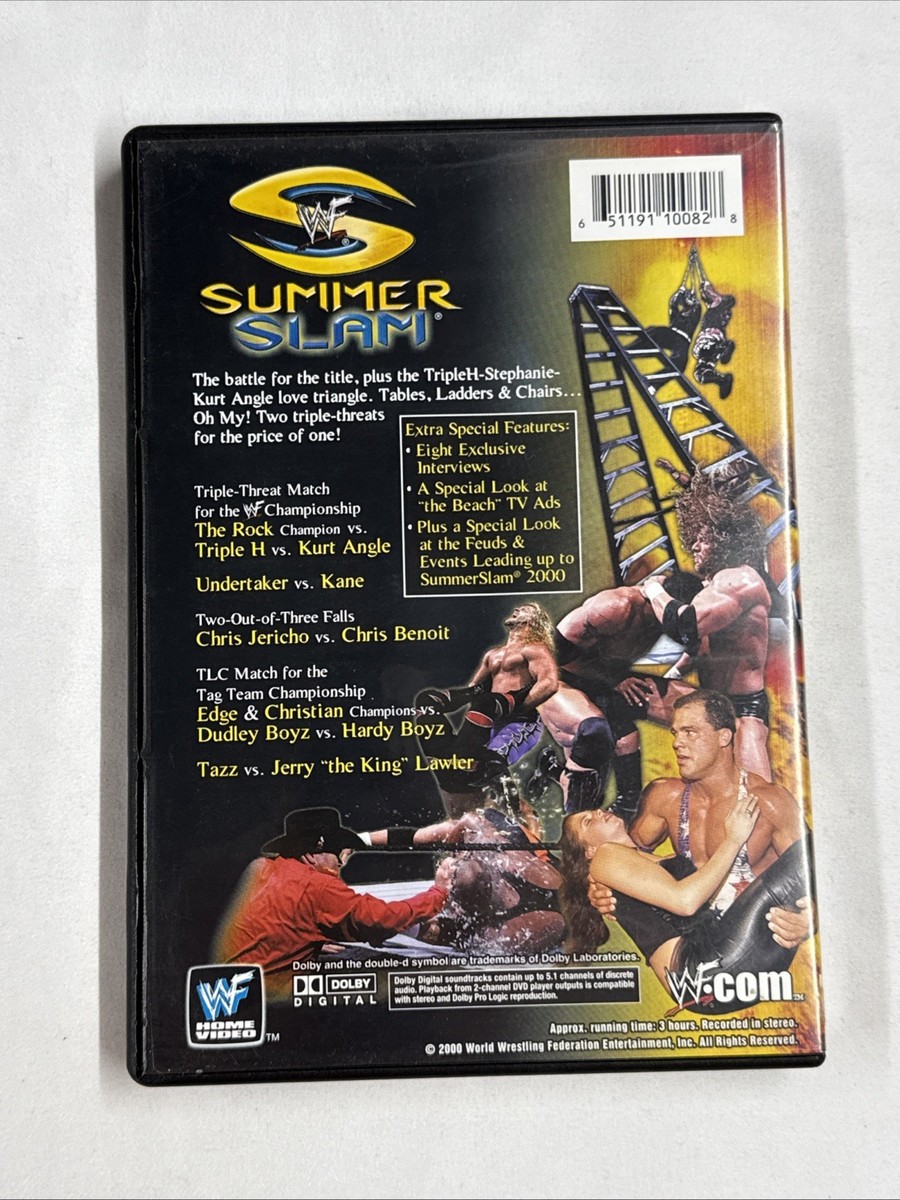 WF
SUMMER
SLAM®
6 51191 10082 8
The battle for the title, plus the TripleH-Stephanie-
Kurt Angle love triangle. Tables, Ladders & Chairs...
Oh My! Two triple-threats
for the price of one!
Extra Special Features:
• Eight Exclusive
Interviews
• A Special Look at
"the Beach" TV Ads
• Plus a Special Look
at the Feuds &
Events Leading up to
SummerSlam® 2000
Triple-Threat Match
for the WF Championship
The Rock Champion vs.
Triple H vs. Kurt Angle
Undertaker vs. Kane
Two-Out-of-Three Falls
Chris Jericho vs. Chris Benoit
TLC Match for the
Tag Team Championship
Edge & Christian Champions vs.
Dudley Boyz vs. Hardy Boyz
Tazz vs. Jerry "the King" Lawler
Dolby and the double-d symbol are trademarks of Dolby Laboratories.
DOLBY
DIGITAL
Dolby Digital soundtracks contain up to 5.1 channels of discrete
audio. Playback from 2-channel DVD player outputs is compatible
with stereo and Dolby Pro Logic reproduction.
WF
HOME
VIDEO™
WF.com™
Approx. running time: 3 hours. Recorded in stereo.
© 2000 World Wrestling Federation Entertainment, Inc. All Rights Reserved.